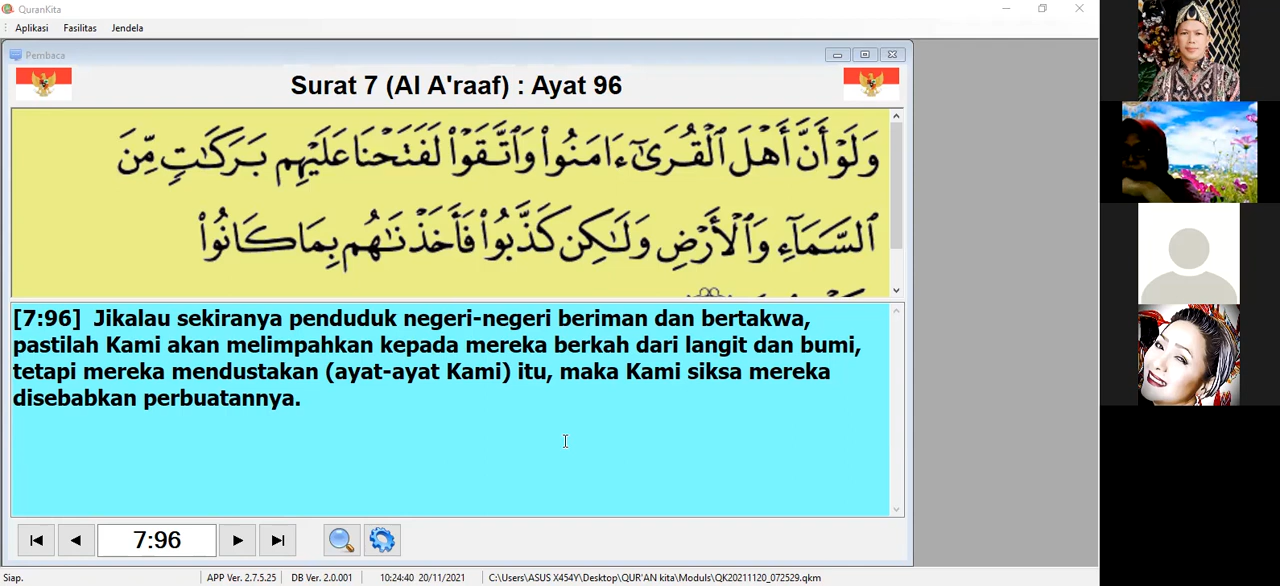 QuranKita
Aplikasi Fasilitas Jendela
Pembaca
Surat 7 (Al A'raaf) : Ayat 96
وَلَوْ أَنَّ أَهْلَ ٱلْقُرَىٰٓ ءَامَنُوا۟ وَٱتَّقَوْا۟ لَفَتَحْنَا عَلَيْهِم بَرَكَـٰتٍ مِّنَ
ٱلسَّمَآءِ وَٱلْأَرْضِ وَلَـٰكِن كَذَّبُوا۟ فَأَخَذْنَـٰهُم بِمَا كَانُوا۟
[7:96] Jikalau sekiranya penduduk negeri-negeri beriman dan bertakwa,
pastilah Kami akan melimpahkan kepada mereka berkah dari langit dan bumi,
tetapi mereka mendustakan (ayat-ayat Kami) itu, maka Kami siksa mereka
disebabkan perbuatannya.
7:96
Siap. APP Ver. 2.7.5.25 DB Ver. 2.0.001 10:24:40 20/11/2021 C:\Users\ASUS X454Y\Desktop\QUR'AN kita\Moduls\QK20211120_072529.qkm